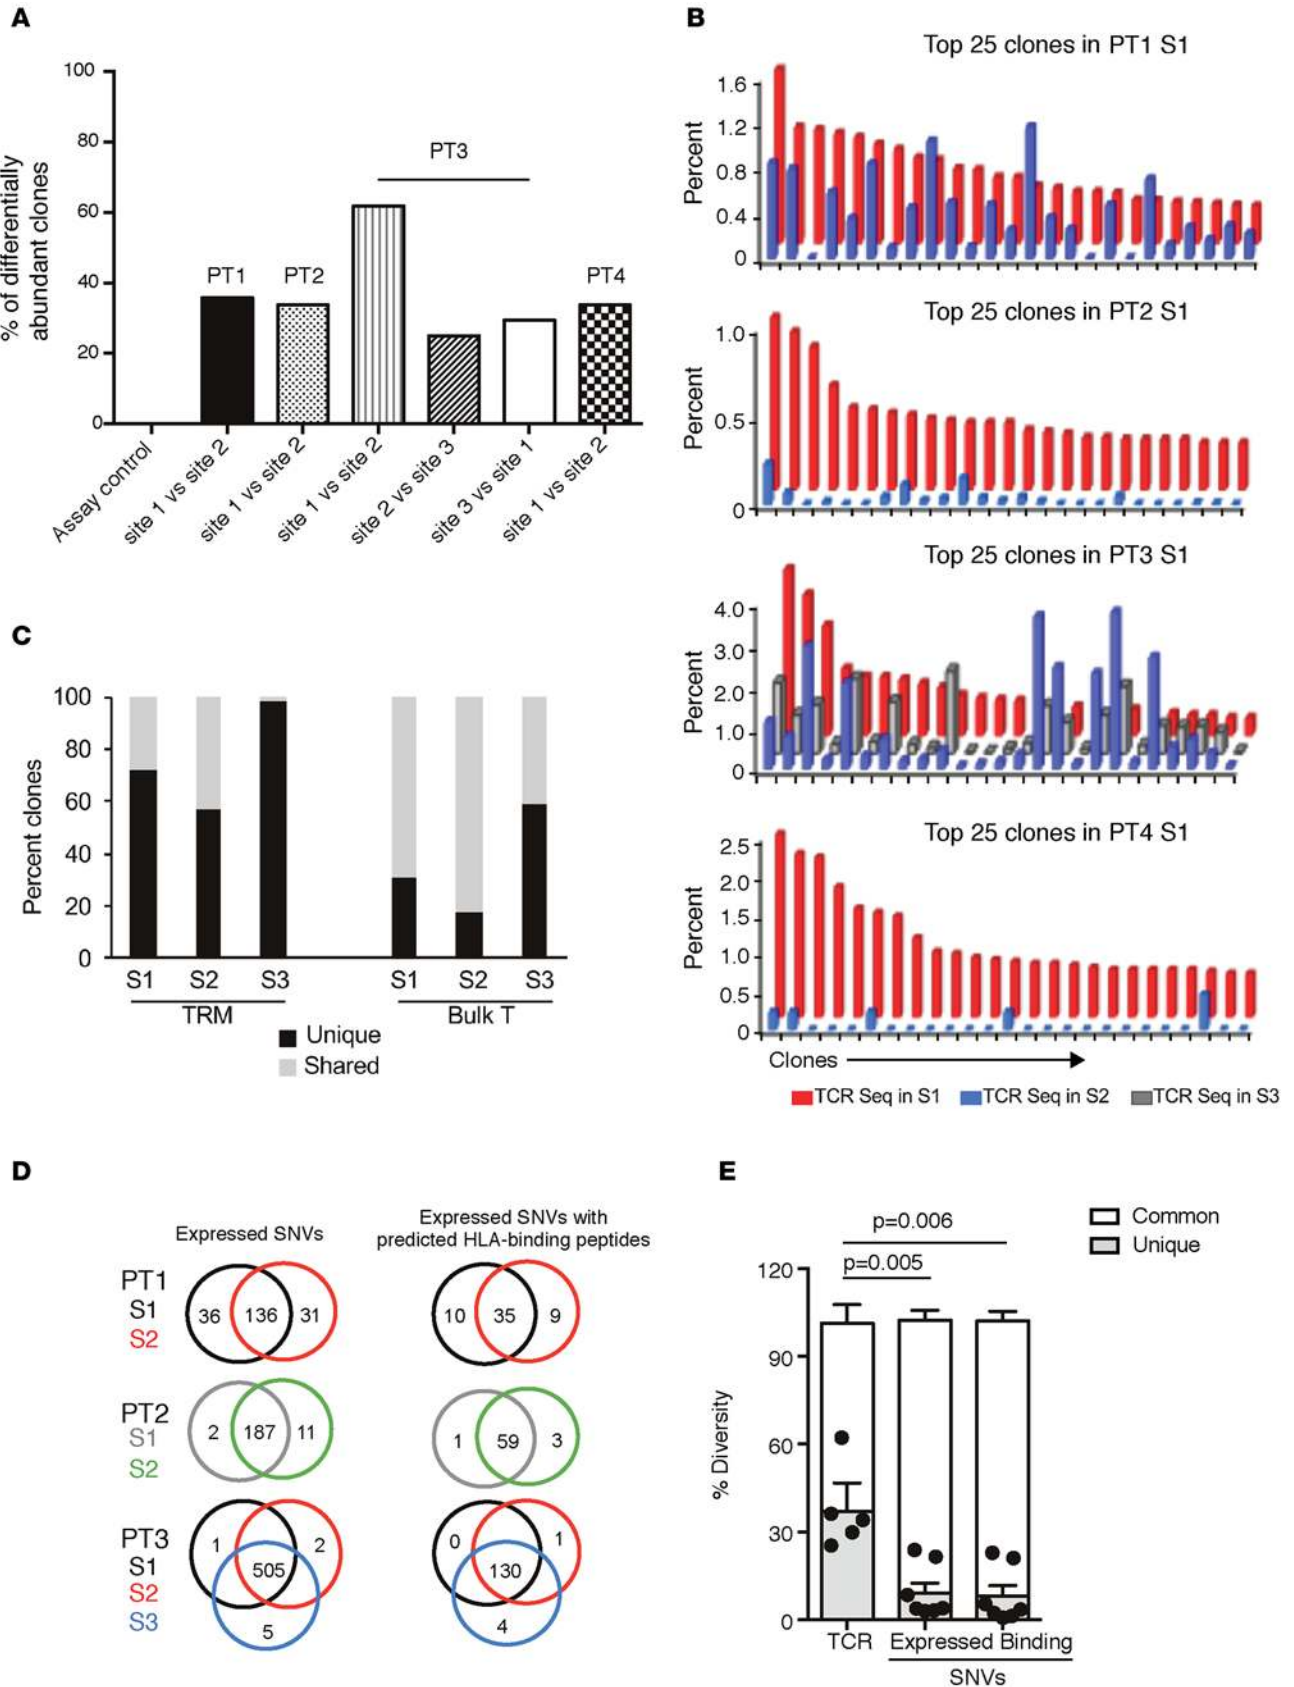 A
% of differentially
abundant clones
100
80
60
40
20
0
PT1
PT2
PT3
PT4
Assay control
site 1 vs site 2
site 1 vs site 2
site 1 vs site 2
site 2 vs site 3
site 3 vs site 1
site 1 vs site 2
B
Top 25 clones in PT1 S1
Percent
1.6
1.2
0.8
0.4
0
Top 25 clones in PT2 S1
Percent
1.0
0.5
0
Top 25 clones in PT3 S1
Percent
4.0
3.0
2.0
1.0
0
Top 25 clones in PT4 S1
Percent
2.5
2.0
1.5
1.0
0.5
0
Clones
TCR Seq in S1
TCR Seq in S2
TCR Seq in S3
C
Percent clones
100
80
60
40
20
0
S1 S2 S3 S1 S2 S3
TRM Bulk T
Unique
Shared
D
Expressed SNVs
Expressed SNVs with
predicted HLA-binding peptides
PT1
S1
S2
36 136 31
10 35 9
PT2
S1
S2
2 187 11
1 59 3
PT3
S1
S2
S3
1 2
505
5
0 1
130
4
E
p=0.006
p=0.005
Common
Unique
% Diversity
120
90
60
30
0
TCR Expressed Binding
SNVs